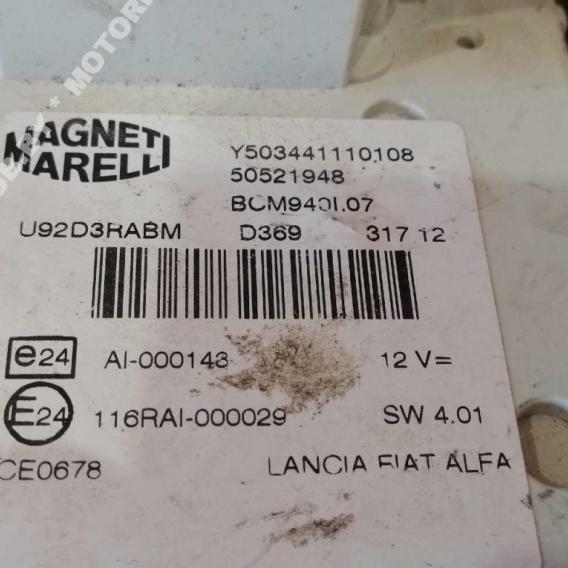 MAGNETI
MARELLI
Y503441110108
50521948
BCM940I.07
U92D3RABM D369 317 12
e24 AI-000148 12 V=
E24 116RAI-000029 SW 4.01
CE0678 LANCIA FIAT ALFA